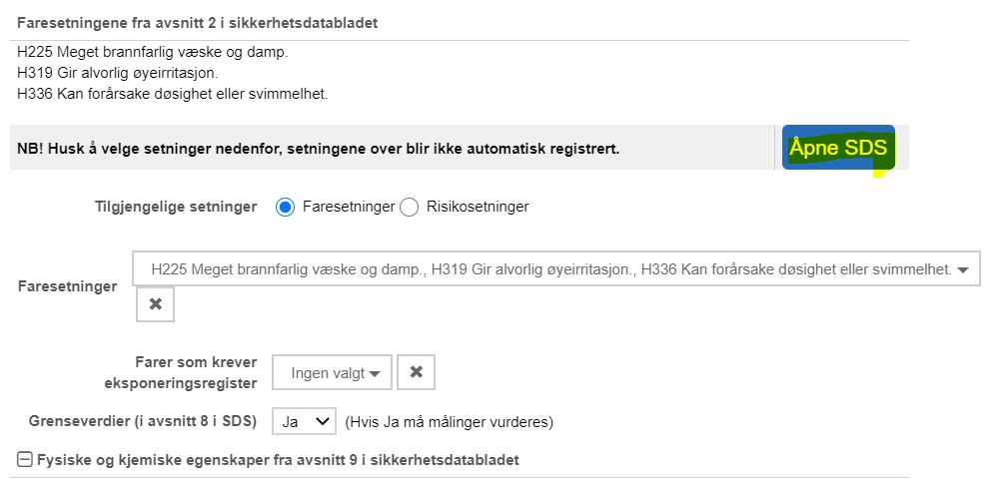 Faresetningene fra avsnitt 2 i sikkerhetsdatabladet
H225 Meget brannfarlig væske og damp.
H319 Gir alvorlig øyeirritasjon.
H336 Kan forårsake døsighet eller svimmelhet.
NB! Husk å velge setninger nedenfor, setningene over blir ikke automatisk registrert.
Åpne SDS
Tilgjengelige setninger Faresetninger Risikosetninger
H225 Meget brannfarlig væske og damp., H319 Gir alvorlig øyeirritasjon., H336 Kan forårsake døsighet eller svimmelhet.
Faresetninger
Farer som krever
eksponeringsregister
Ingen valgt
Grenseverdier (i avsnitt 8 i SDS) Ja (Hvis Ja må målinger vurderes)
Fysiske og kjemiske egenskaper fra avsnitt 9 i sikkerhetsdatabladet